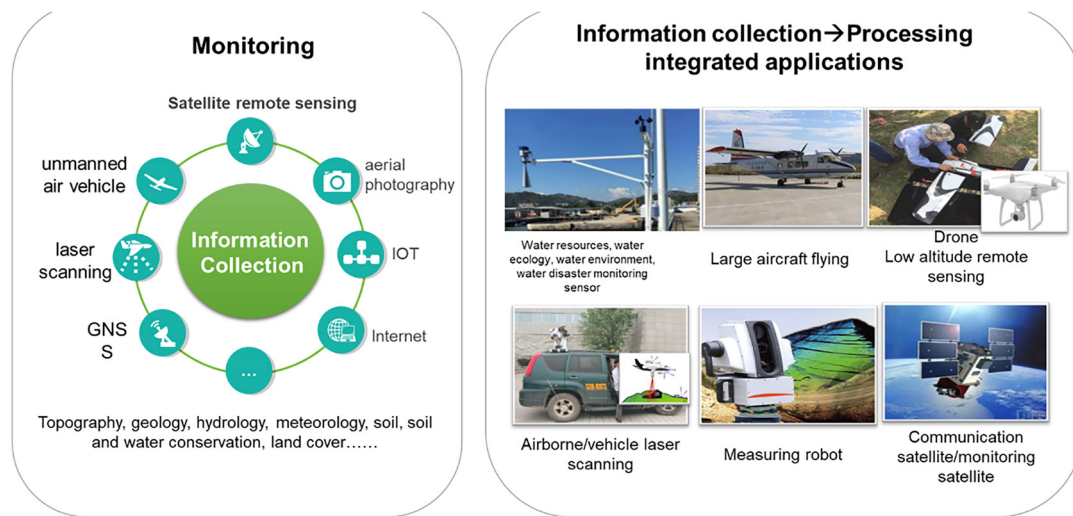 Monitoring
Satellite remote sensing
unmanned
air vehicle
aerial
photography
laser
scanning
Information
Collection
IOT
GNS
S
Internet
...
Topography, geology, hydrology, meteorology, soil, soil
and water conservation, land cover……
Information collection→Processing
integrated applications
Water resources, water
ecology, water environment,
water disaster monitoring
sensor
Large aircraft flying
Drone
Low altitude remote
sensing
Airborne/vehicle laser
scanning
Measuring robot
Communication
satellite/monitoring
satellite